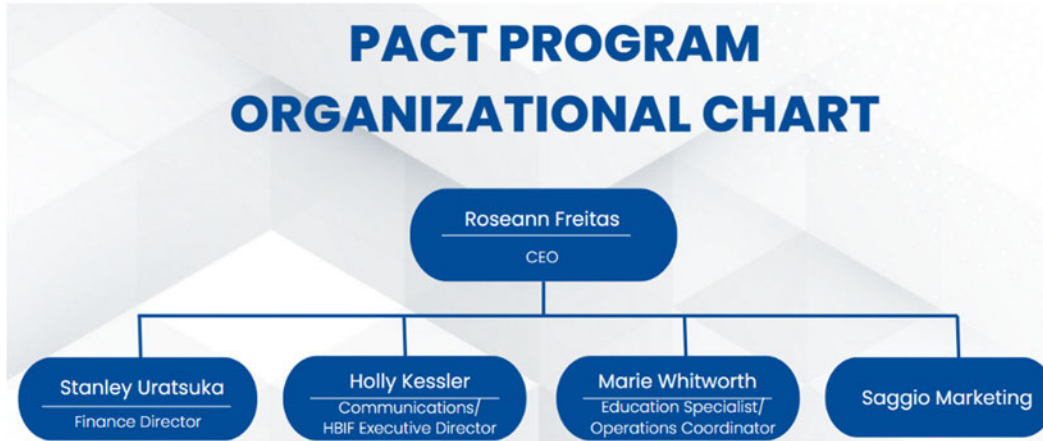 PACT PROGRAM
ORGANIZATIONAL CHART
Roseann Freitas
CEO
Stanley Uratsuka
Finance Director
Holly Kessler
Communications/
HBIF Executive Director
Marie Whitworth
Education Specialist/
Operations Coordinator
Saggio Marketing